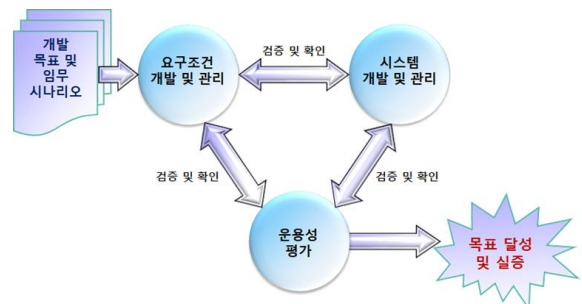 개발
목표 및
임무
시나리오
요구조건
개발 및 관리
검증 및 확인
시스템
개발 및 관리
검증 및 확인
검증 및 확인
운용성
평가
목표 달성
및 실증